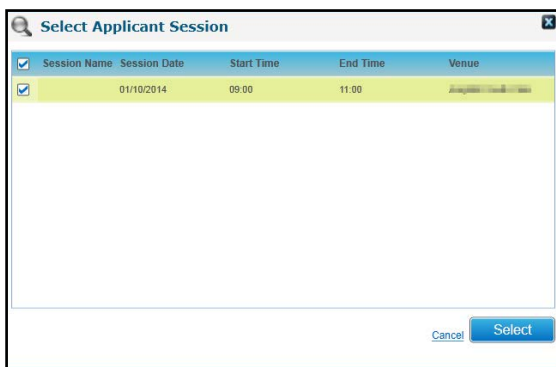 Select Applicant Session
Session Name Session Date Start Time End Time Venue
01/10/2014 09:00 11:00
Cancel Select